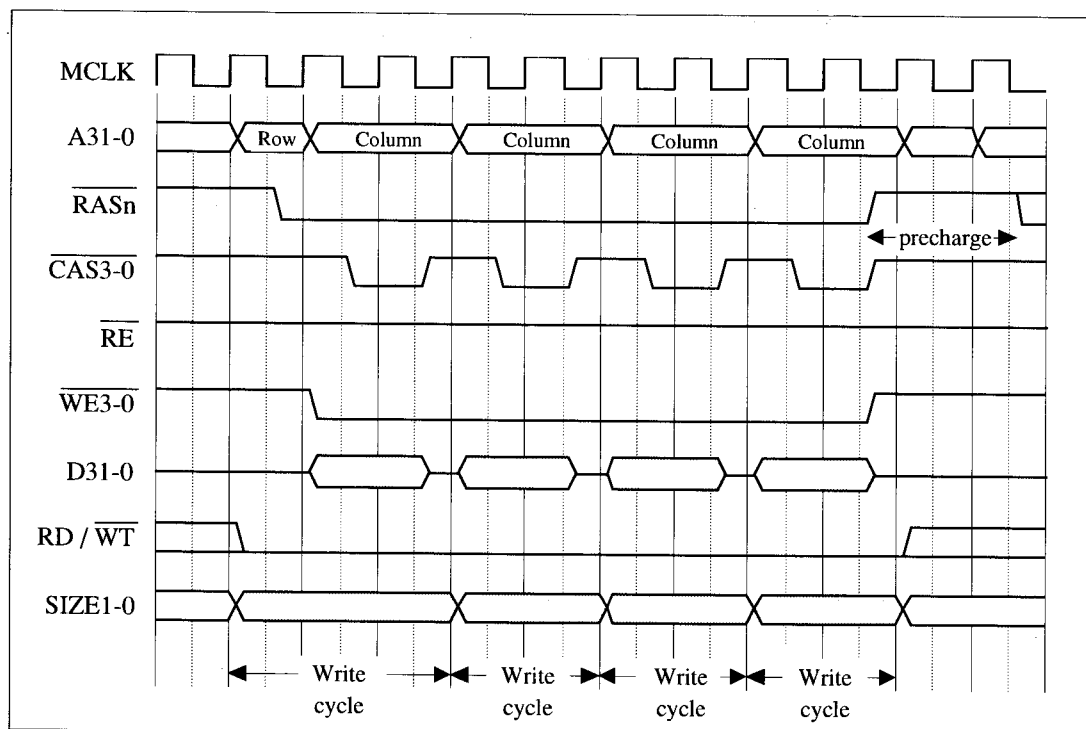 MCLK
A31-0
Row Column Column Column Column
RASn
precharge
CAS3-0
RE
WE3-0
D31-0
RD / WT
SIZE1-0
Write cycle
Write cycle
Write cycle
Write cycle